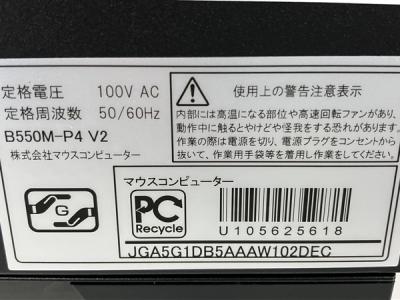 定格電圧 100V AC
定格周波数 50/60Hz
B550M-P4 V2
株式会社マウスコンピューター
使用上の警告注意表示
内部には高温になる部位や高速回転ファンがあり、
動作中に触るとやけどや怪我をする恐れがあります。
作業の際は電源を切り、電源プラグをコンセントから
抜いて、作業用手袋等を着用し作業をしてください。
G
マウスコンピューター
PC
Recycle
U105625618
JGA5G1DB5AAAW102DEC